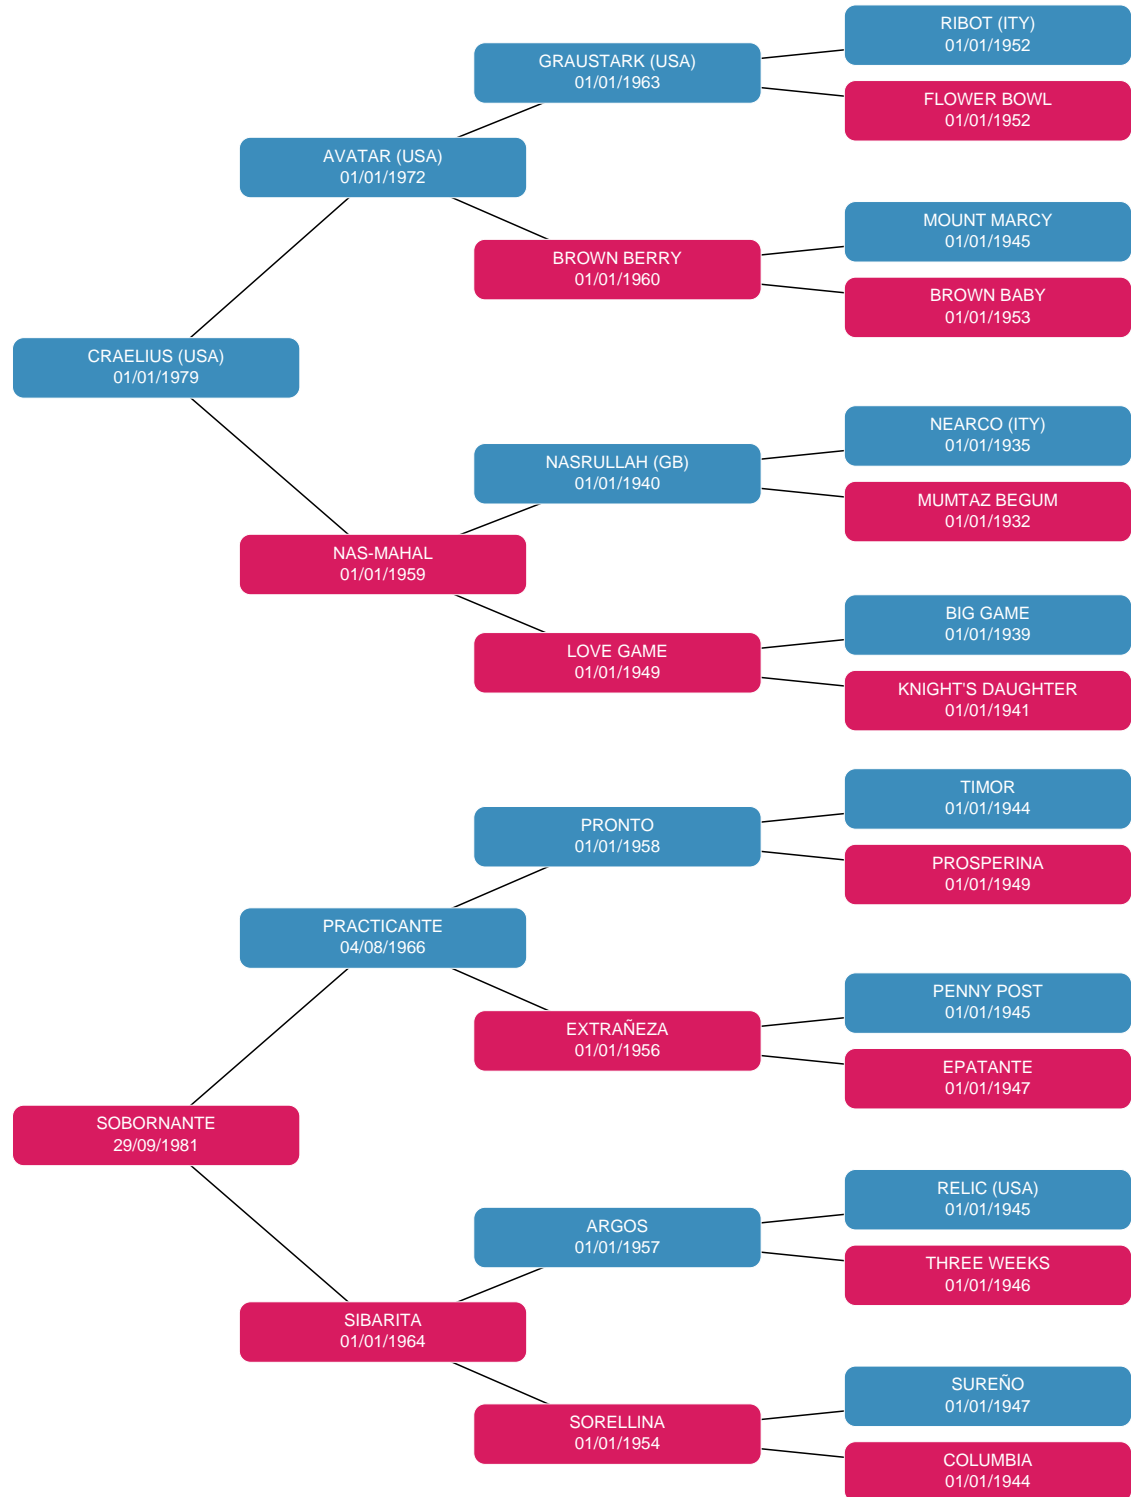 RIBOT (ITY)
01/01/1952
GRAUSTARK (USA)
01/01/1963
FLOWER BOWL
01/01/1952
AVATAR (USA)
01/01/1972
MOUNT MARCY
01/01/1945
BROWN BERRY
01/01/1960
BROWN BABY
01/01/1953
CRAELIUS (USA)
01/01/1979
NEARCO (ITY)
01/01/1935
NASRULLAH (GB)
01/01/1940
MUMTAZ BEGUM
01/01/1932
NAS-MAHAL
01/01/1959
BIG GAME
01/01/1939
LOVE GAME
01/01/1949
KNIGHT'S DAUGHTER
01/01/1941
TIMOR
01/01/1944
PRONTO
01/01/1958
PROSPERINA
01/01/1949
PRACTICANTE
04/08/1966
PENNY POST
01/01/1945
EXTRAÑEZA
01/01/1956
EPATANTE
01/01/1947
SOBORNANTE
29/09/1981
RELIC (USA)
01/01/1945
ARGOS
01/01/1957
THREE WEEKS
01/01/1946
SIBARITA
01/01/1964
SUREÑO
01/01/1947
SORELLINA
01/01/1954
COLUMBIA
01/01/1944